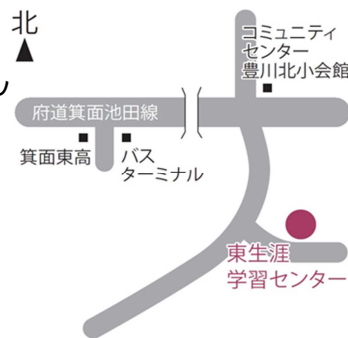 北
コミュニティ
センター
豊川北小会館
府道箕面池田線
箕面東高
バス
ターミナル
東生涯
学習センター